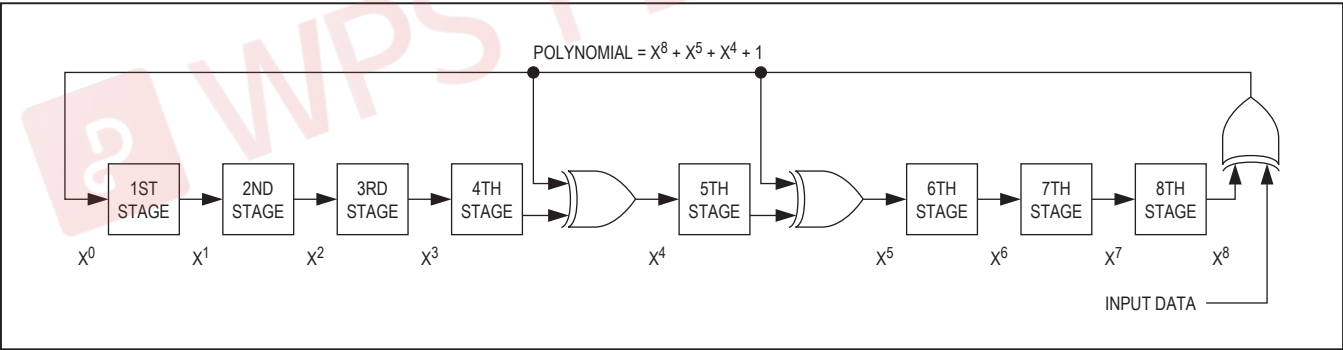 WPS
POLYNOMIAL = X⁸ + X⁵ + X⁴ + 1
1ST
STAGE
2ND
STAGE
3RD
STAGE
4TH
STAGE
5TH
STAGE
6TH
STAGE
7TH
STAGE
8TH
STAGE
X⁰
X¹
X²
X³
X⁴
X⁵
X⁶
X⁷
X⁸
INPUT DATA